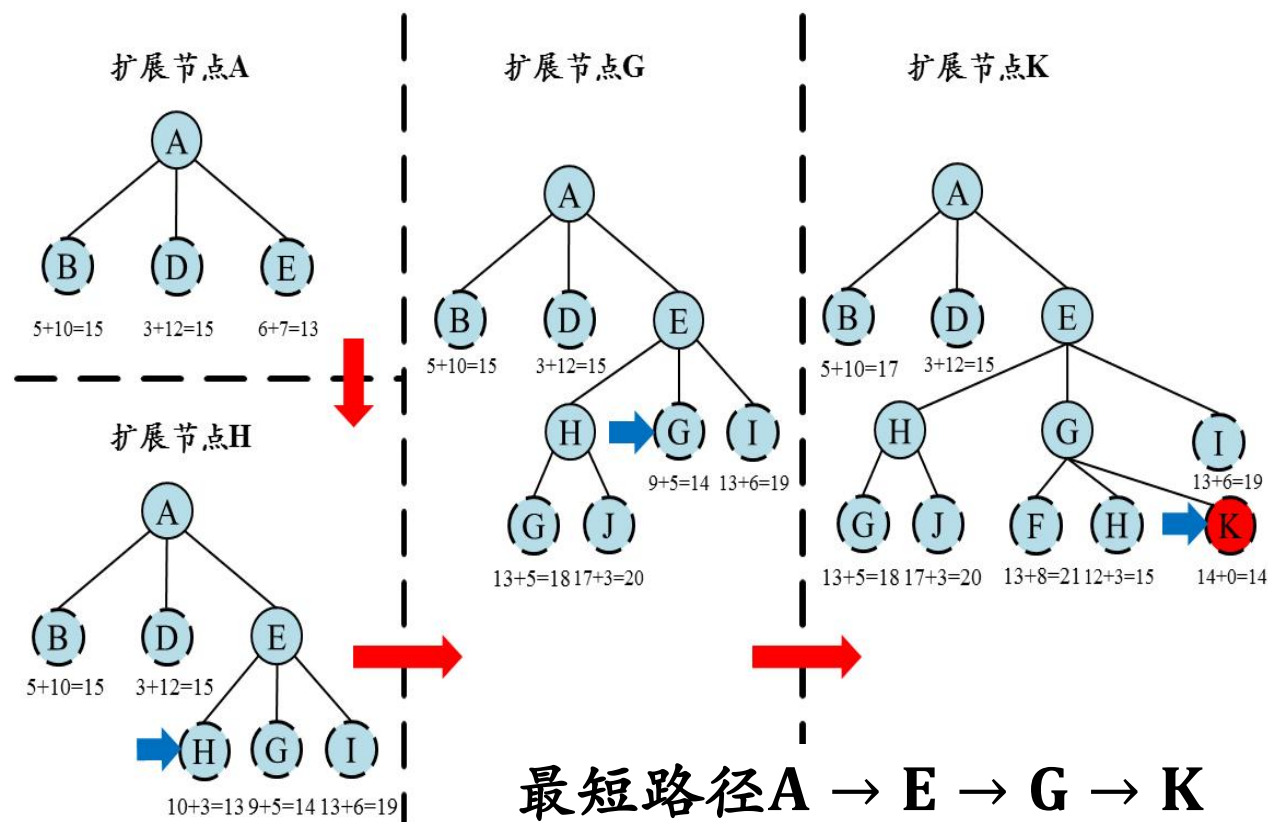 扩展节点A
A
B D E
5+10=15 3+12=15 6+7=13
扩展节点H
A
B D E
5+10=15 3+12=15
H G I
10+3=13 9+5=14 13+6=19
扩展节点G
A
B D E
5+10=15 3+12=15
H G I
9+5=14 13+6=19
G J
13+5=18 17+3=20
扩展节点K
A
B D E
5+10=17 3+12=15
H G I
13+6=19
G J F H K
13+5=18 17+3=20 13+8=21 12+3=15 14+0=14
最短路径A → E → G → K